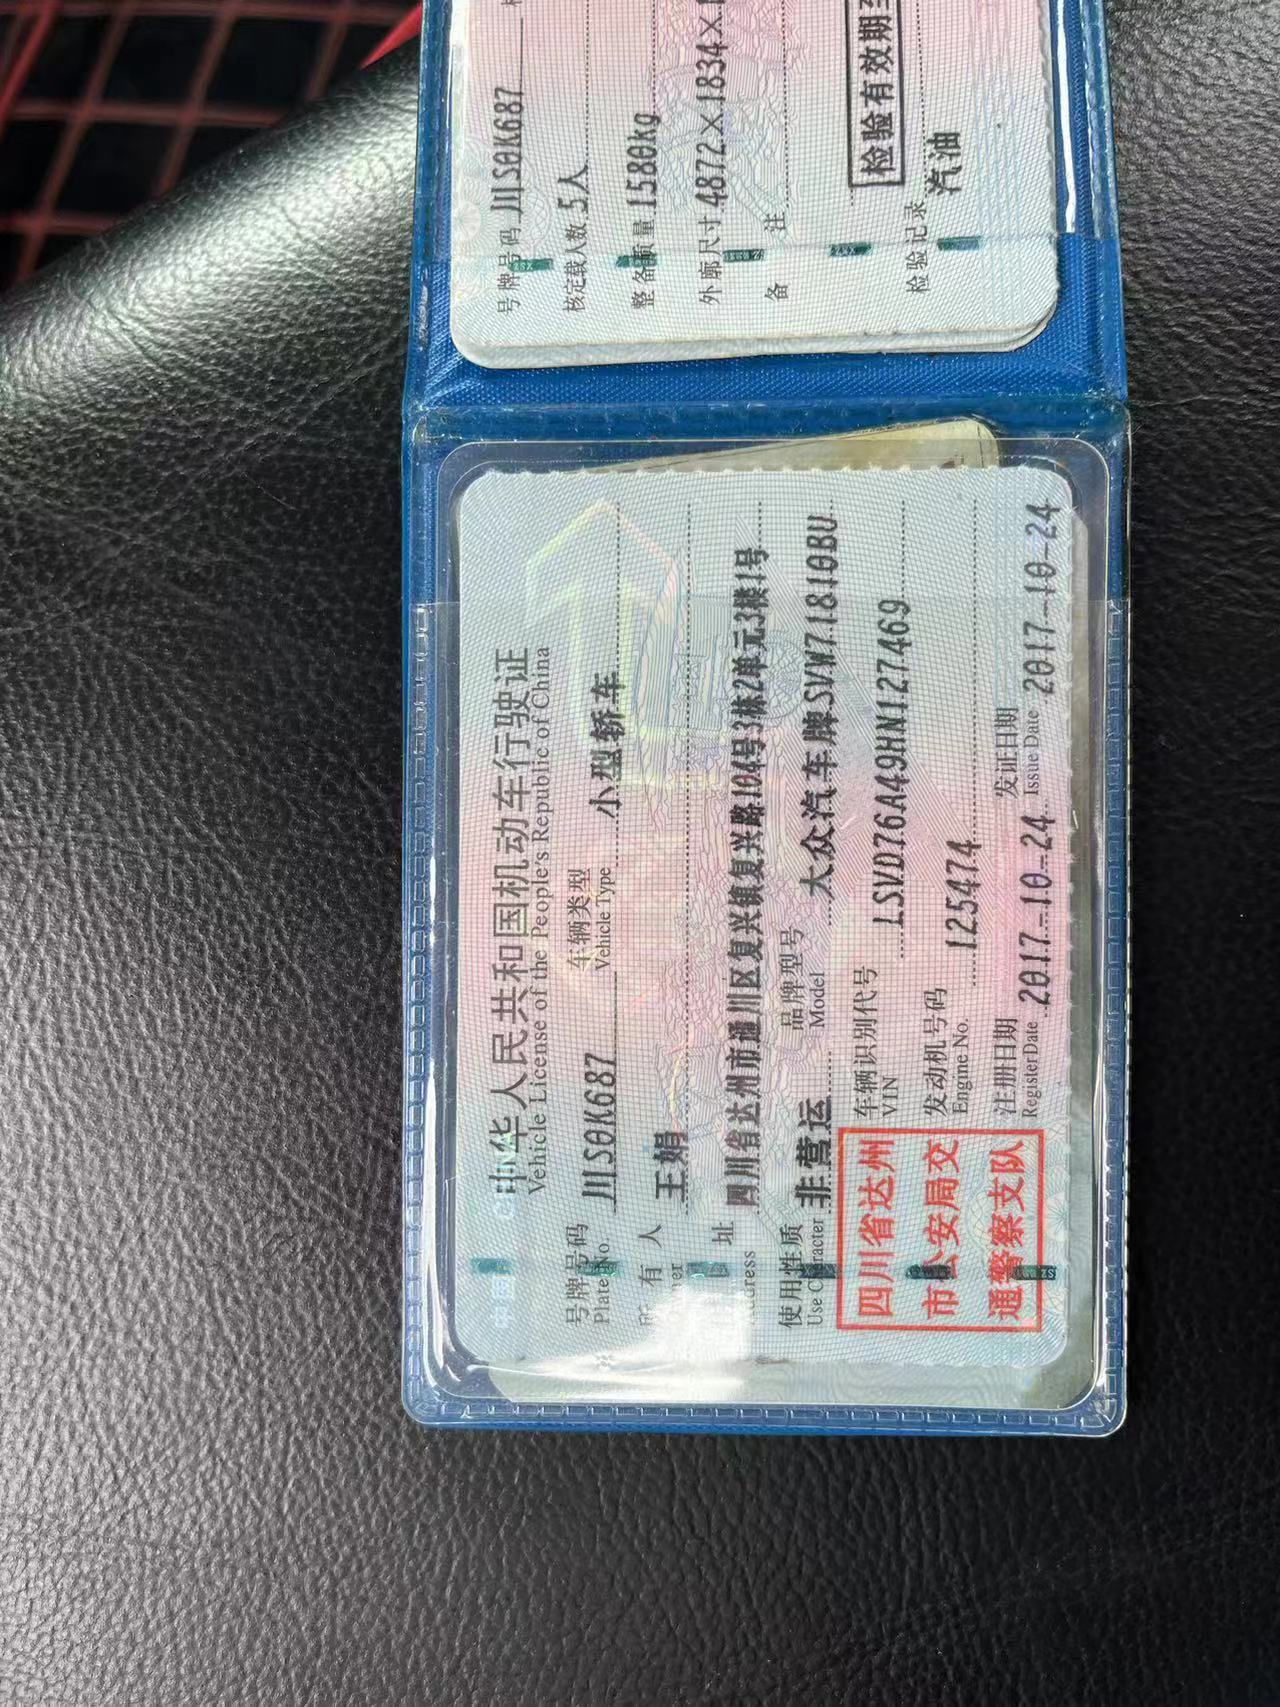 中华人民共和国机动车行驶证
Vehicle License of the People's Republic of China
号牌号码 川S0K687 车辆类型 小型轿车
Plate No. Vehicle Type
所有人 王娟
址 四川省达州市通川区复兴镇复兴路104号3栋2单元3楼1号
使用性质 非营运 品牌型号 大众汽车牌SVW71810BU
Use Character Model
车辆识别代号 LSVD76A49HN127469
VIN
发动机号码 125474
Engine No.
注册日期 2017-10-24 发证日期 2017-10-24
Register Date Issue Date
四川省达州
市公安局交
通警察支队
号牌号码 川S0K687
核定载人数 5人
整备质量 1580kg
外廓尺寸 4872×1834×
备注
检验有效期至
检验记录 汽油